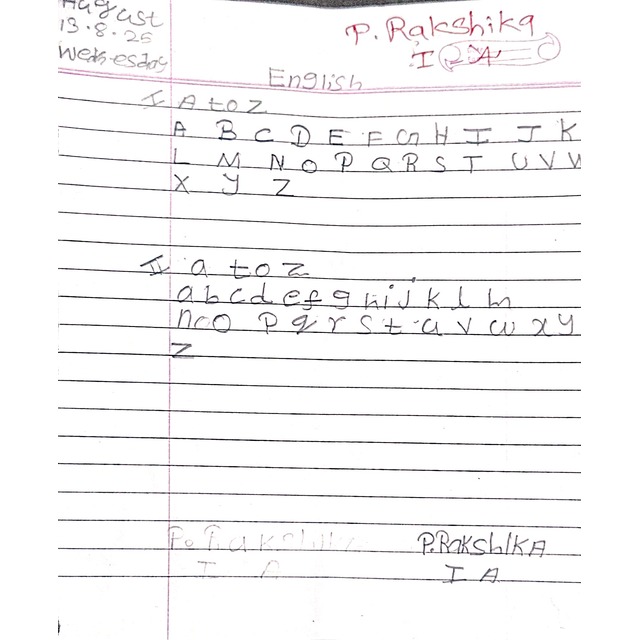 August
13.8.25
Wednesday
P. Rakshika
I A
English
I A to Z
A B C D E F G H I J K
L M N O P Q R S T U V W
X Y Z
II a to z
a b c d e f g h i j k l m
n o p q r s t u v w x y
z
P. Rakshika
I A
P.RAkshIKA
I A